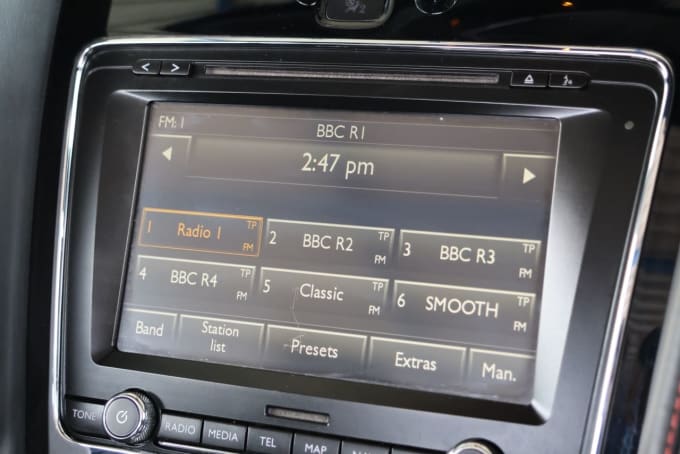 FM: 1
BBC R1
2:47 pm
1 Radio 1 TP FM
2 BBC R2 TP FM
3 BBC R3 TP FM
4 BBC R4 TP FM
5 Classic TP FM
6 SMOOTH TP FM
Band Station list Presets Extras Man.
TONE RADIO MEDIA TEL MAP